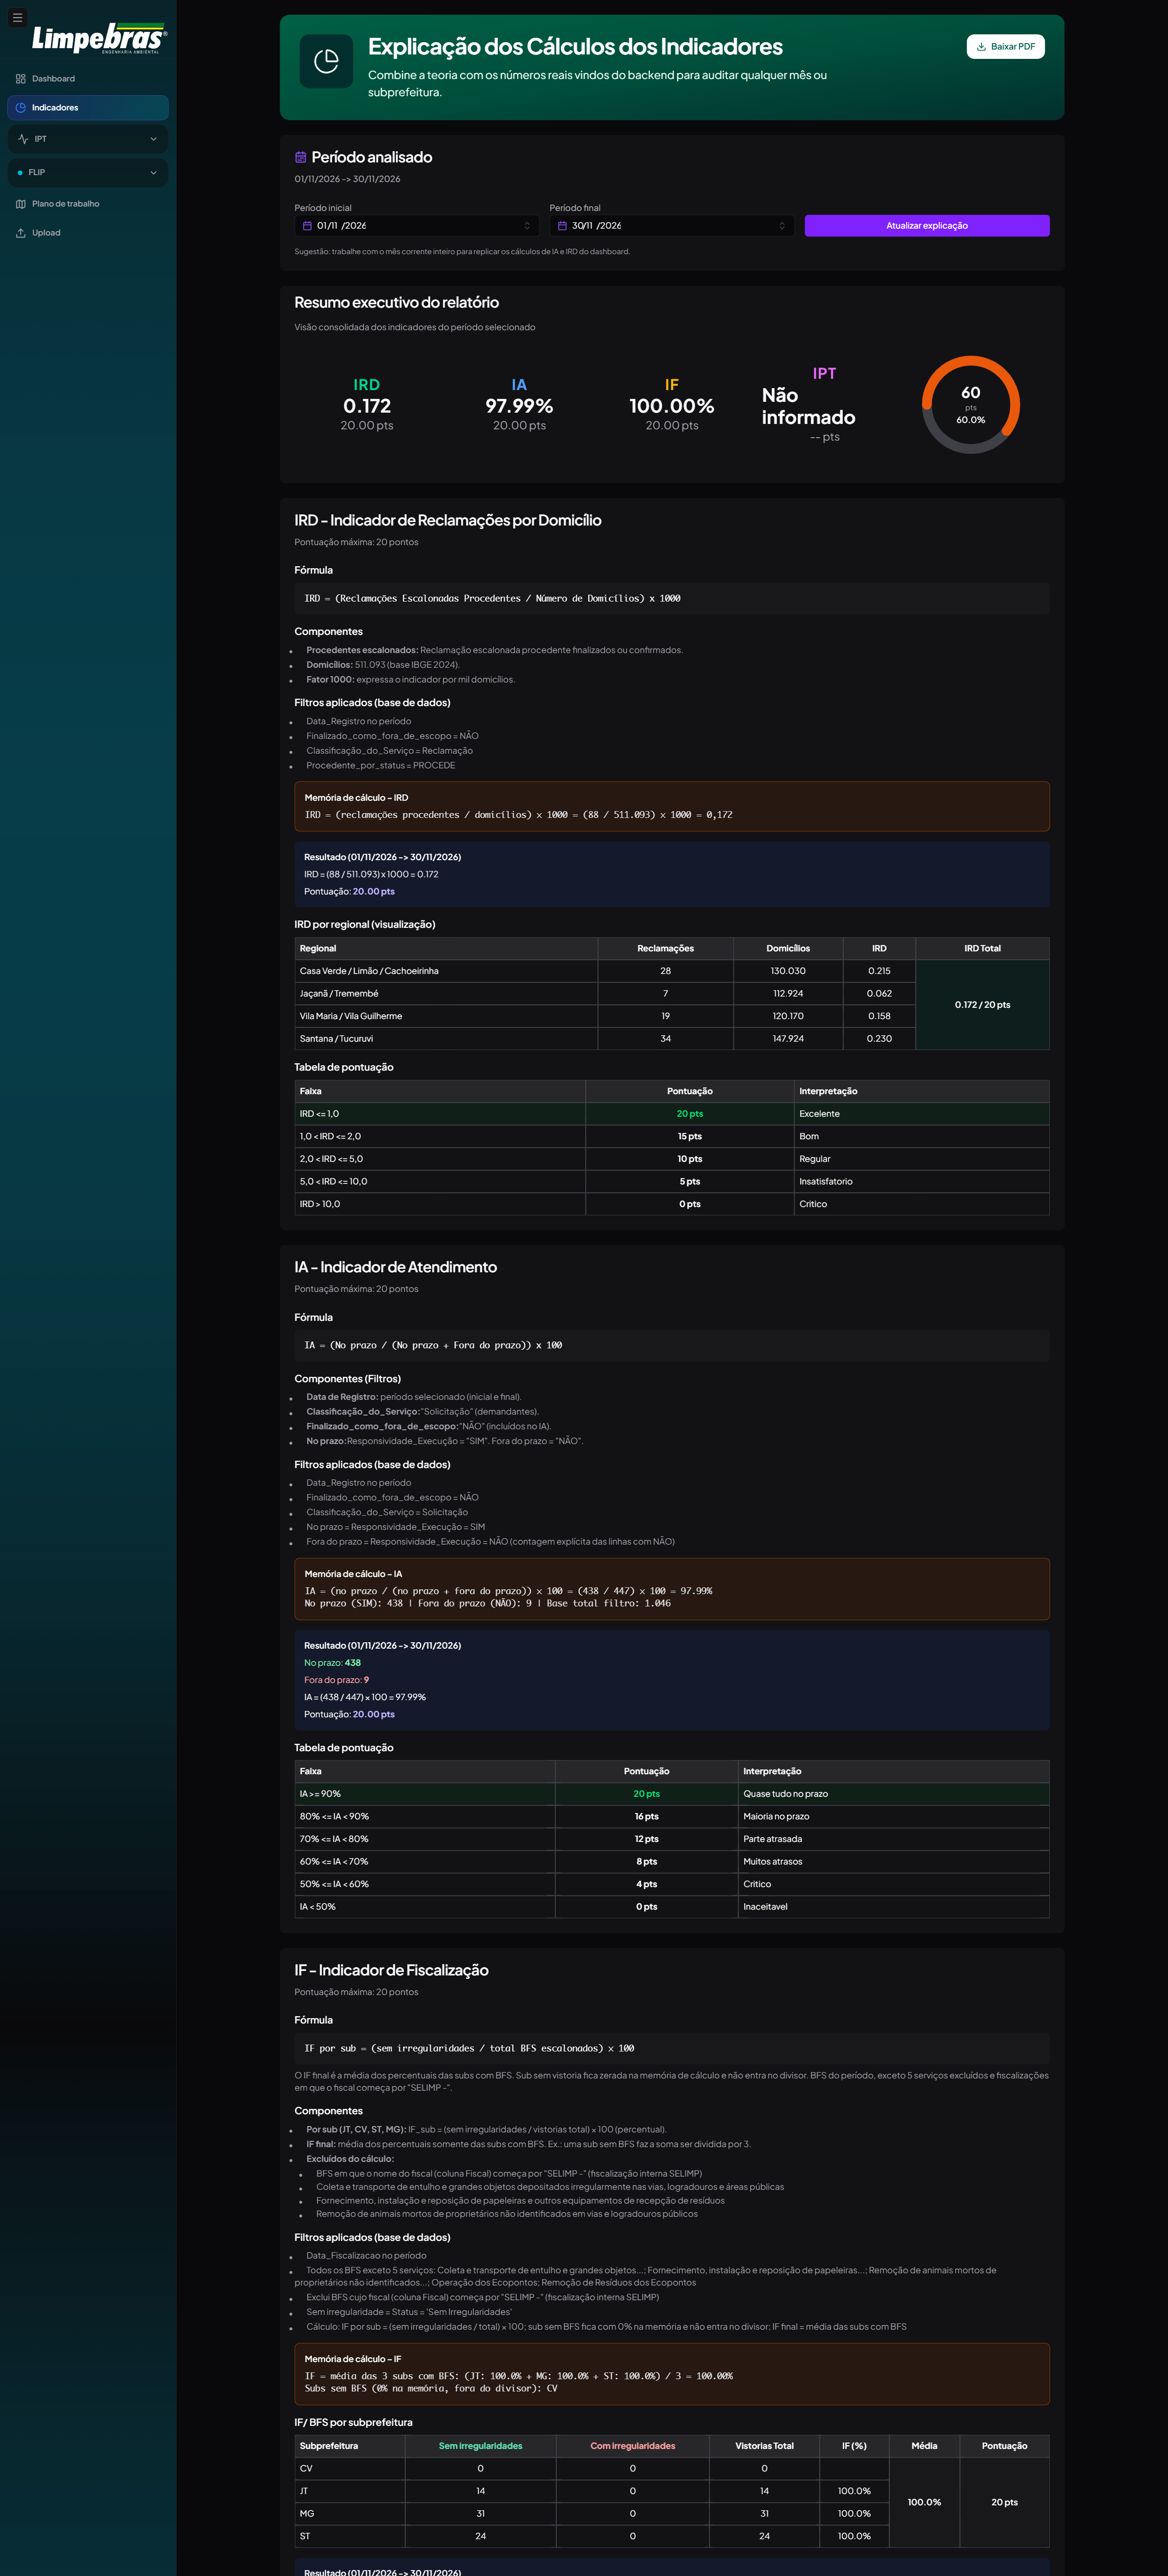 Limpebras®
ENGENHARIA AMBIENTAL
Dashboard
Indicadores
IPT
FLIP
Plano de trabalho
Upload
Explicação dos Cálculos dos Indicadores
Combine a teoria com os números reais vindos do backend para auditar qualquer mês ou
subprefeitura.
Baixar PDF
Período analisado
01/11/2026 -> 30/11/2026
Período inicial
Período final
01/11 /2026
30/11 /2026
Atualizar explicação
Sugestão: trabalhe com o mês corrente inteiro para replicar os cálculos de IA e IRD do dashboard.
Resumo executivo do relatório
Visão consolidada dos indicadores do período selecionado
IRD
0.172
20.00 pts
IA
97.99%
20.00 pts
IF
100.00%
20.00 pts
IPT
Não
informado
-- pts
60
pts
60.0%
IRD - Indicador de Reclamações por Domicílio
Pontuação máxima: 20 pontos
Fórmula
IRD = (Reclamações Escalonadas Procedentes / Número de Domicílios) x 1000
Componentes
Procedentes escalonados: Reclamação escalonada procedente finalizados ou confirmados.
Domicílios: 511.093 (base IBGE 2024).
Fator 1000: expressa o indicador por mil domicílios.
Filtros aplicados (base de dados)
Data_Registro no período
Finalizado_como_fora_de_escopo = NÃO
Classificação_do_Serviço = Reclamação
Procedente_por_status = PROCEDE
Memória de cálculo – IRD
IRD = (reclamações procedentes / domicílios) x 1000 = (88 / 511.093) x 1000 = 0,172
Resultado (01/11/2026 -> 30/11/2026)
IRD = (88 / 511.093) x 1000 = 0.172
Pontuação: 20.00 pts
IRD por regional (visualização)
Regional Reclamações Domicílios IRD IRD Total
Casa Verde / Limão / Cachoeirinha 28 130.030 0.215
Jaçanã / Tremembé 7 112.924 0.062
0.172 / 20 pts
Vila Maria / Vila Guilherme 19 120.170 0.158
Santana / Tucuruvi 34 147.924 0.230
Tabela de pontuação
Faixa Pontuação Interpretação
IRD <= 1,0 20 pts Excelente
1,0 < IRD <= 2,0 15 pts Bom
2,0 < IRD <= 5,0 10 pts Regular
5,0 < IRD <= 10,0 5 pts Insatisfatorio
IRD > 10,0 0 pts Critico
IA - Indicador de Atendimento
Pontuação máxima: 20 pontos
Fórmula
IA = (No prazo / (No prazo + Fora do prazo)) x 100
Componentes (Filtros)
Data de Registro: período selecionado (inicial e final).
Classificação_do_Serviço:"Solicitação" (demandantes).
Finalizado_como_fora_de_escopo:"NÃO" (incluídos no IA).
No prazo:Responsividade_Execução = "SIM". Fora do prazo = "NÃO".
Filtros aplicados (base de dados)
Data_Registro no período
Finalizado_como_fora_de_escopo = NÃO
Classificação_do_Serviço = Solicitação
No prazo = Responsividade_Execução = SIM
Fora do prazo = Responsividade_Execução = NÃO (contagem explícita das linhas com NÃO)
Memória de cálculo – IA
IA = (no prazo / (no prazo + fora do prazo)) x 100 = (438 / 447) x 100 = 97.99%
No prazo (SIM): 438 | Fora do prazo (NÃO): 9 | Base total filtro: 1.046
Resultado (01/11/2026 -> 30/11/2026)
No prazo: 438
Fora do prazo: 9
IA = (438 / 447) × 100 = 97.99%
Pontuação: 20.00 pts
Tabela de pontuação
Faixa Pontuação Interpretação
IA >= 90% 20 pts Quase tudo no prazo
80% <= IA < 90% 16 pts Maioria no prazo
70% <= IA < 80% 12 pts Parte atrasada
60% <= IA < 70% 8 pts Muitos atrasos
50% <= IA < 60% 4 pts Critico
IA < 50% 0 pts Inaceitavel
IF - Indicador de Fiscalização
Pontuação máxima: 20 pontos
Fórmula
IF por sub = (sem irregularidades / total BFS escalonados) x 100
O IF final é a média dos percentuais das subs com BFS. Sub sem vistoria fica zerada na memória de cálculo e não entra no divisor. BFS do período, exceto 5 serviços excluídos e fiscalizações
em que o fiscal começa por "SELIMP -".
Componentes
Por sub (JT, CV, ST, MG): IF_sub = (sem irregularidades / vistorias total) × 100 (percentual).
IF final: média dos percentuais somente das subs com BFS. Ex.: uma sub sem BFS faz a soma ser dividida por 3.
Excluídos do cálculo:
BFS em que o nome do fiscal (coluna Fiscal) começa por "SELIMP -" (fiscalização interna SELIMP)
Coleta e transporte de entulho e grandes objetos depositados irregularmente nas vias, logradouros e áreas públicas
Fornecimento, instalação e reposição de papeleiras e outros equipamentos de recepção de resíduos
Remoção de animais mortos de proprietários não identificados em vias e logradouros públicos
Filtros aplicados (base de dados)
Data_Fiscalizacao no período
Todos os BFS exceto 5 serviços: Coleta e transporte de entulho e grandes objetos...; Fornecimento, instalação e reposição de papeleiras...; Remoção de animais mortos de
proprietários não identificados...; Operação dos Ecopontos; Remoção de Resíduos dos Ecopontos
Exclui BFS cujo fiscal (coluna Fiscal) começa por "SELIMP -" (fiscalização interna SELIMP)
Sem irregularidade = Status = 'Sem Irregularidades'
Cálculo: IF por sub = (sem irregularidades / total) × 100; sub sem BFS fica com 0% na memória e não entra no divisor; IF final = média das subs com BFS
Memória de cálculo – IF
IF = média das 3 subs com BFS: (JT: 100.0% + MG: 100.0% + ST: 100.0%) / 3 = 100.00%
Subs sem BFS (0% na memória, fora do divisor): CV
IF/ BFS por subprefeitura
Subprefeitura Sem irregularidades Com irregularidades Vistorias Total IF (%) Média Pontuação
CV 0 0 0
JT 14 0 14 100.0%
100.0% 20 pts
MG 31 0 31 100.0%
ST 24 0 24 100.0%
Resultado (01/11/2026 -> 30/11/2026)